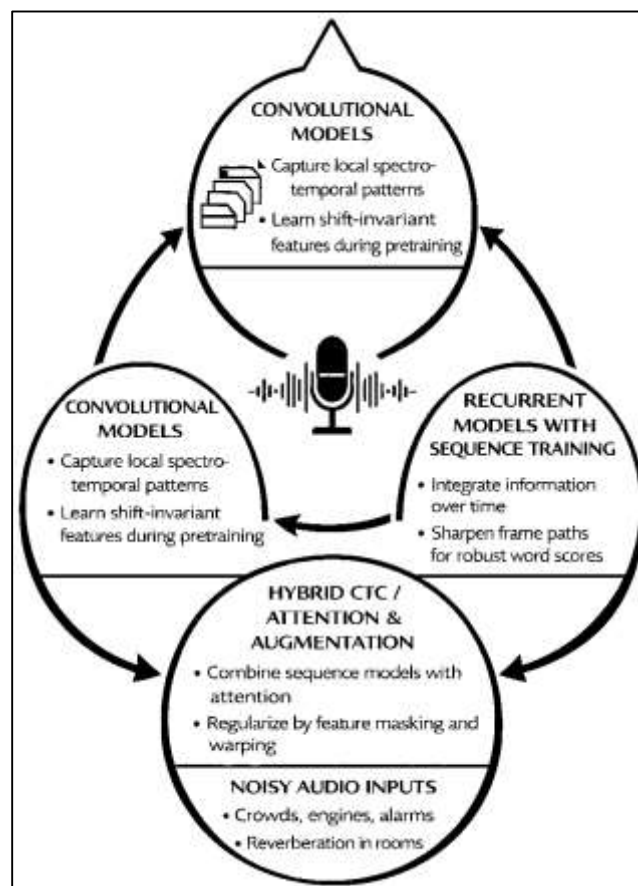 CONVOLUTIONAL
MODELS
Capture local spectro-
temporal patterns
• Learn shift-invariant
features during pretraining
CONVOLUTIONAL
MODELS
• Capture local spectro-
temporal patterns
• Learn shift-invariant
features during pretraining
RECURRENT
MODELS WITH
SEQUENCE TRAINING
• Integrate information
over time
• Sharpen frame paths
for robust word scores
HYBRID CTC /
ATTENTION &
AUGMENTATION
• Combine sequence models with
attention
• Regularize by feature masking and
warping
NOISY AUDIO INPUTS
• Crowds, engines, alarms
• Reverberation in rooms